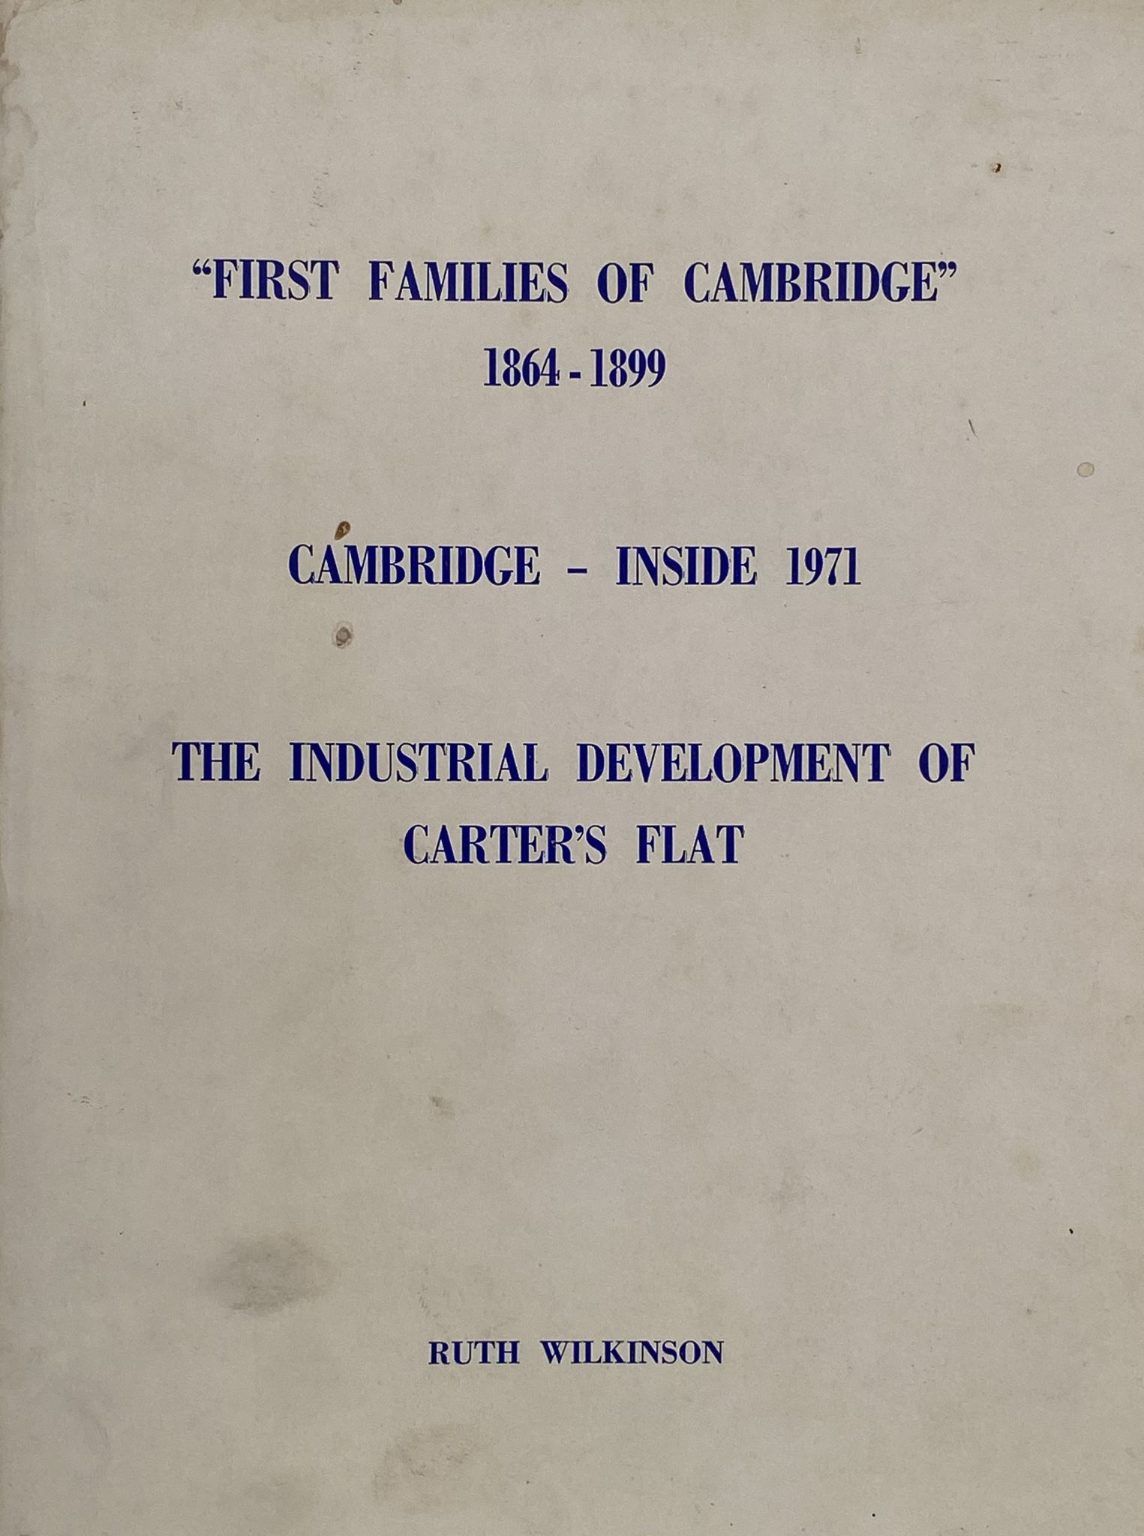 “FIRST FAMILIES OF CAMBRIDGE”
1864 - 1899
CAMBRIDGE – INSIDE 1971
THE INDUSTRIAL DEVELOPMENT OF
CARTER’S FLAT
RUTH WILKINSON